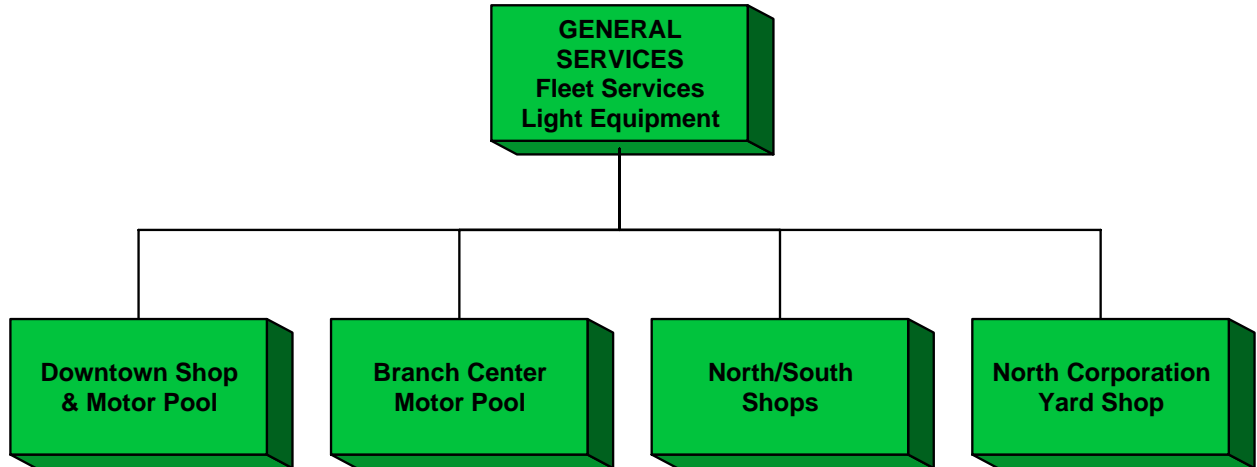 GENERAL
SERVICES
Fleet Services
Light Equipment
Downtown Shop
& Motor Pool
Branch Center
Motor Pool
North/South
Shops
North Corporation
Yard Shop